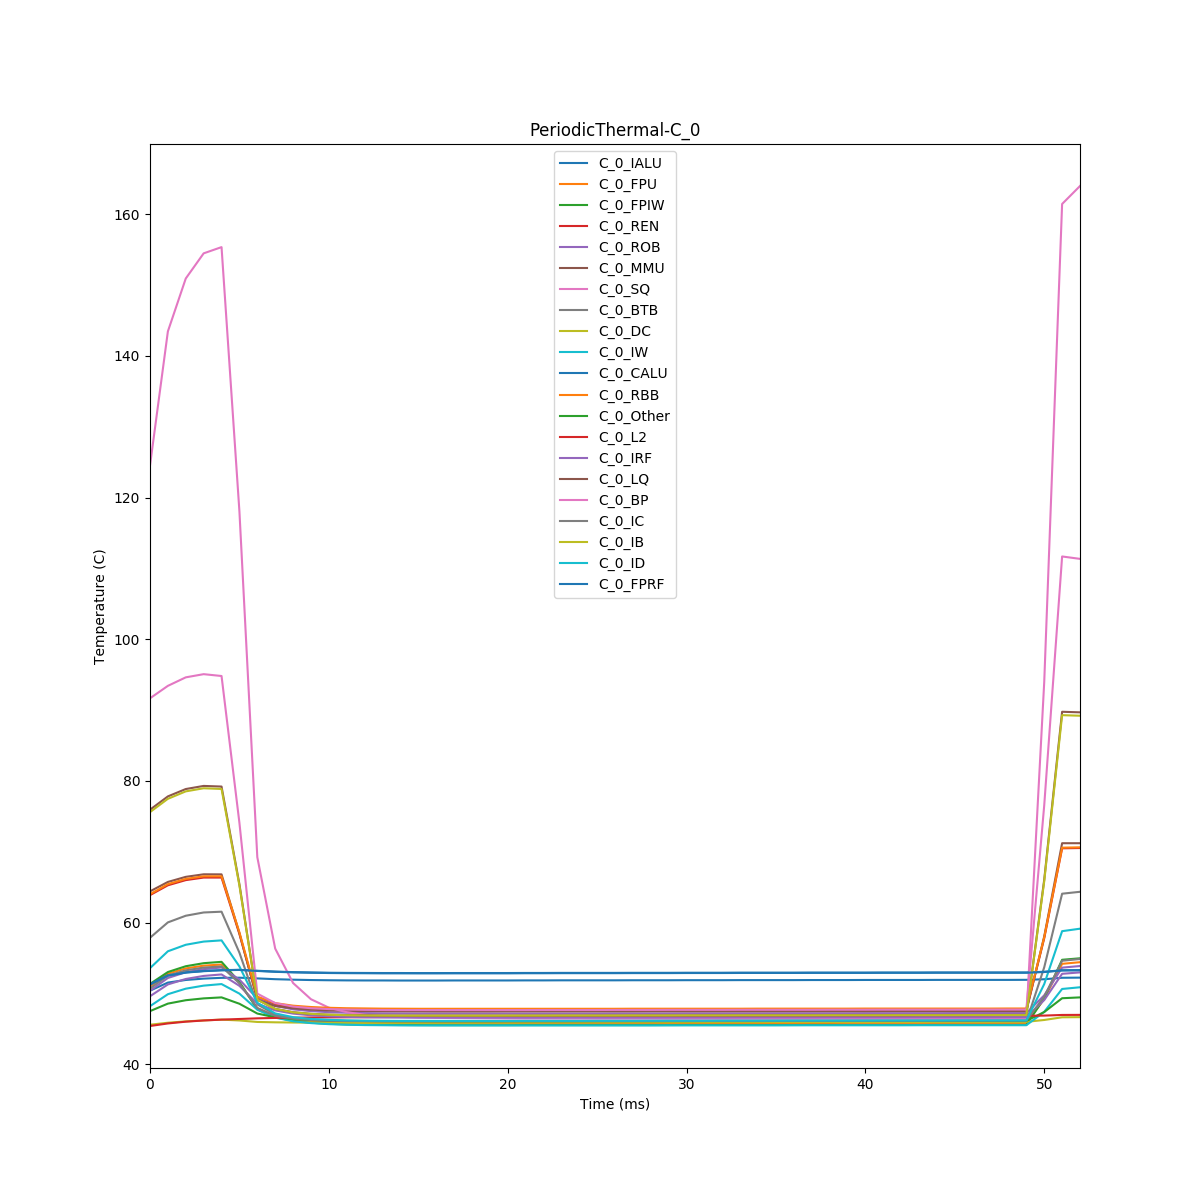 PeriodicThermal-C_0
C_0_IALU
C_0_FPU
C_0_FPIW
C_0_REN
C_0_ROB
C_0_MMU
C_0_SQ
C_0_BTB
C_0_DC
C_0_IW
C_0_CALU
C_0_RBB
C_0_Other
C_0_L2
C_0_IRF
C_0_LQ
C_0_BP
C_0_IC
C_0_IB
C_0_ID
C_0_FPRF
160
140
120
100
80
60
40
Temperature (C)
0 10 20 30 40 50
Time (ms)